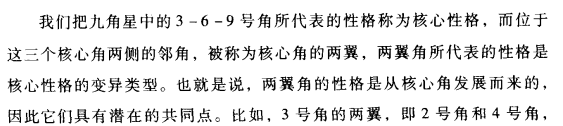 我们把九角星中的3-6-9号角所代表的性格称为核心性格，而位于
这三个核心角两侧的邻角，被称为核心角的两翼，两翼角所代表的性格是
核心性格的变异类型。也就是说，两翼角的性格是从核心角发展而来的，
因此它们具有潜在的共同点。比如，3号角的两翼，即2号角和4号角，